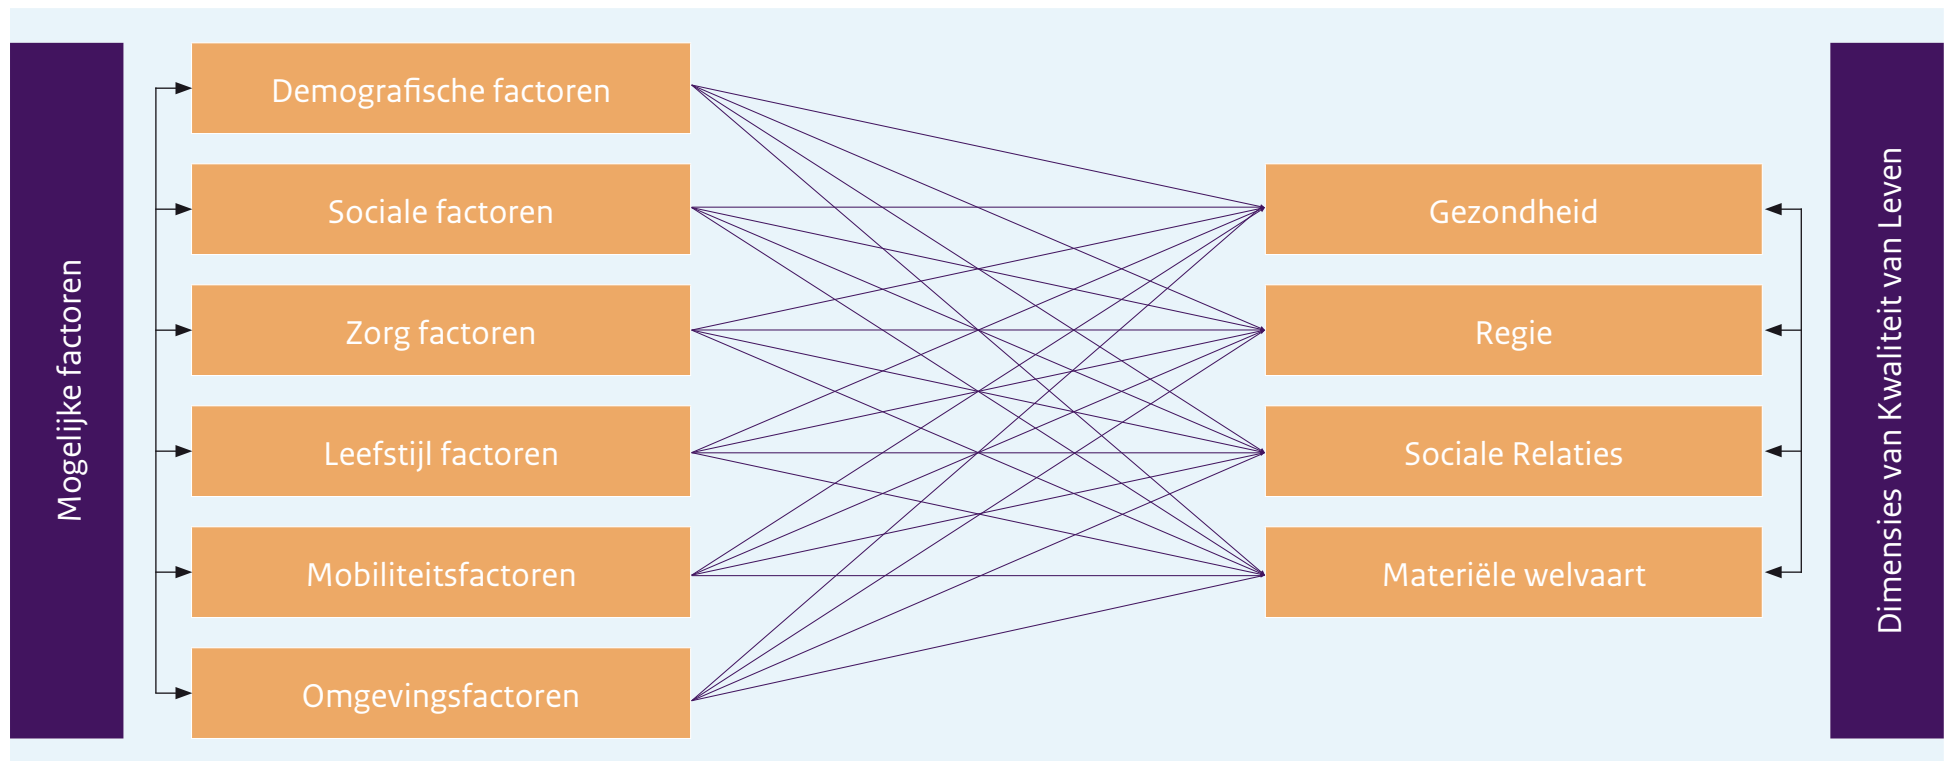 Mogelijke factoren
Demografische factoren
Sociale factoren
Zorg factoren
Leefstijl factoren
Mobiliteitsfactoren
Omgevingsfactoren
Gezondheid
Regie
Sociale Relaties
Materiële welvaart
Dimensies van Kwaliteit van Leven